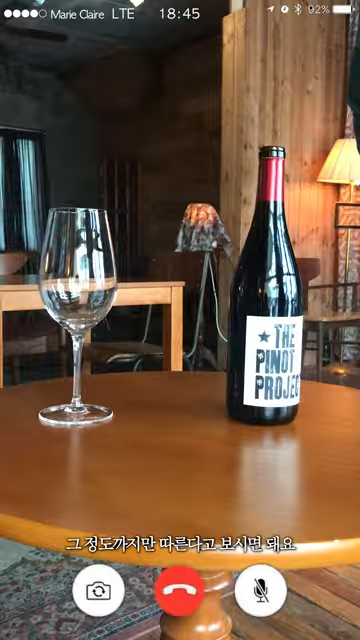 Marie Claire LTE 18:45 92%
★ THE
PINOT
PROJEC
그 정도까지만 따른다고 보시면 돼요